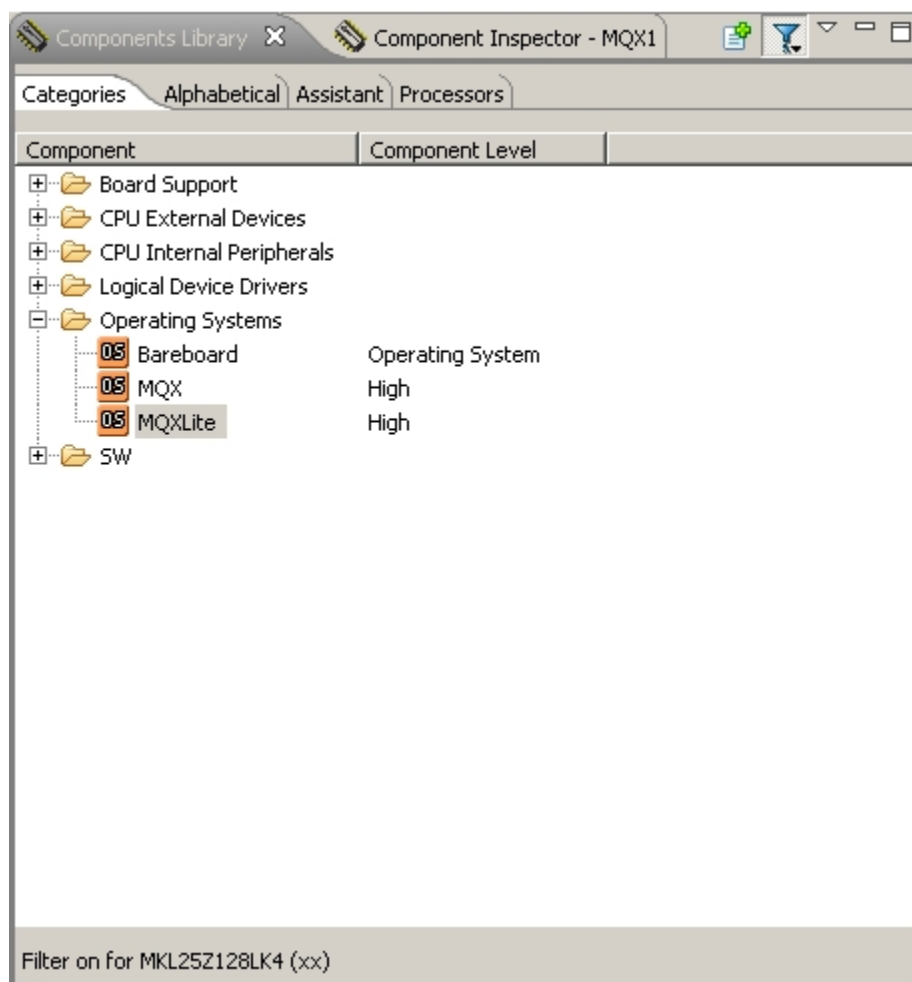 Components Library Component Inspector - MQX1
Categories Alphabetical Assistant Processors
Component Component Level
Board Support
CPU External Devices
CPU Internal Peripherals
Logical Device Drivers
Operating Systems
OS Bareboard Operating System
OS MQX High
OS MQXLite High
SW
Filter on for MKL25Z128LK4 (xx)